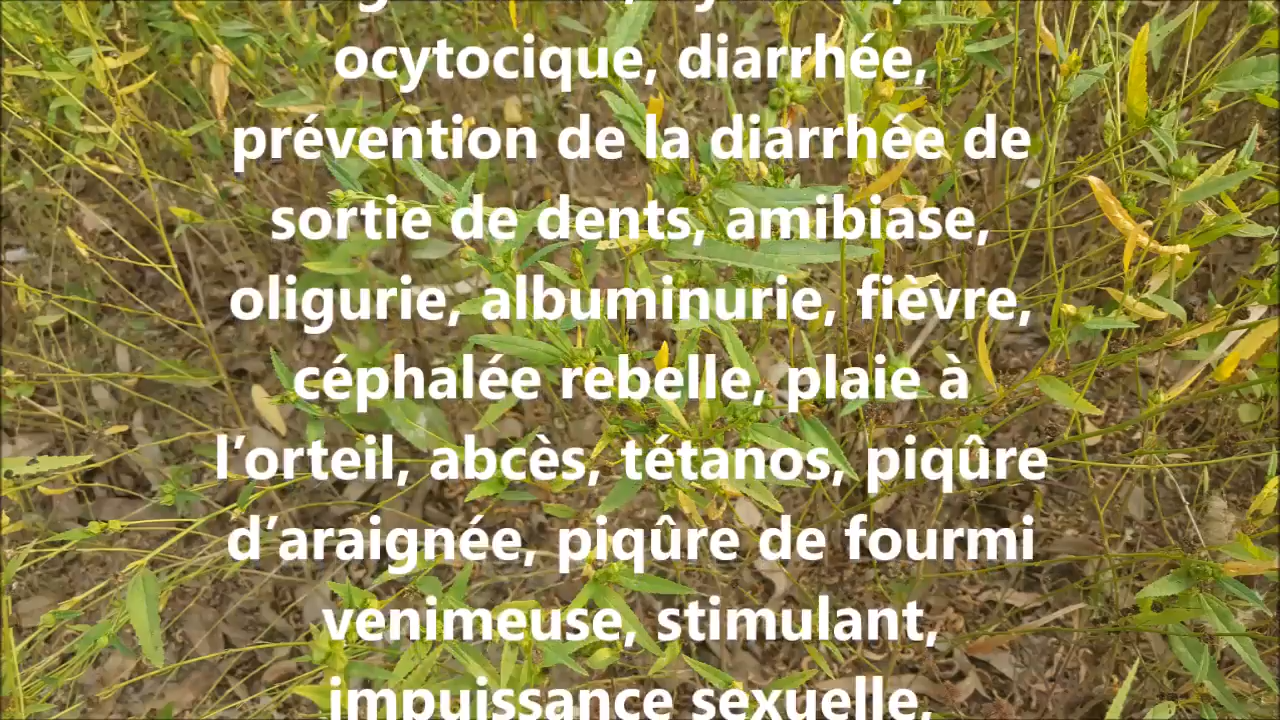 ocytocique, diarrhée,
prévention de la diarrhée de
sortie de dents, amibiase,
oligurie, albuminurie, fièvre,
céphalée rebelle, plaie à
l’orteil, abcès, tétanos, piqûre
d’araignée, piqûre de fourmi
venimeuse, stimulant,
impuissance sexuelle,